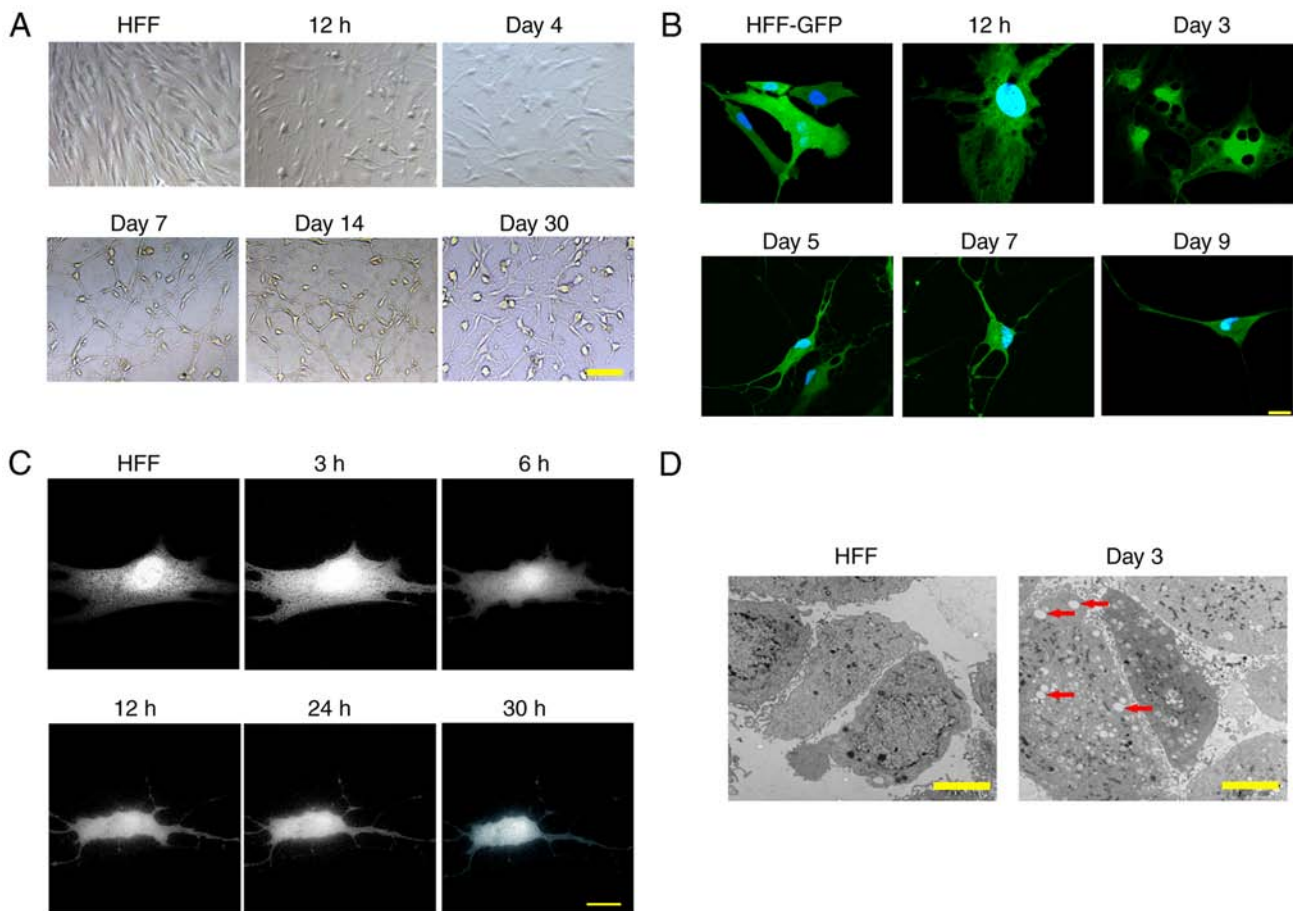 A
HFF 12 h Day 4
Day 7 Day 14 Day 30
B
HFF-GFP 12 h Day 3
Day 5 Day 7 Day 9
C
HFF 3 h 6 h
12 h 24 h 30 h
D
HFF Day 3